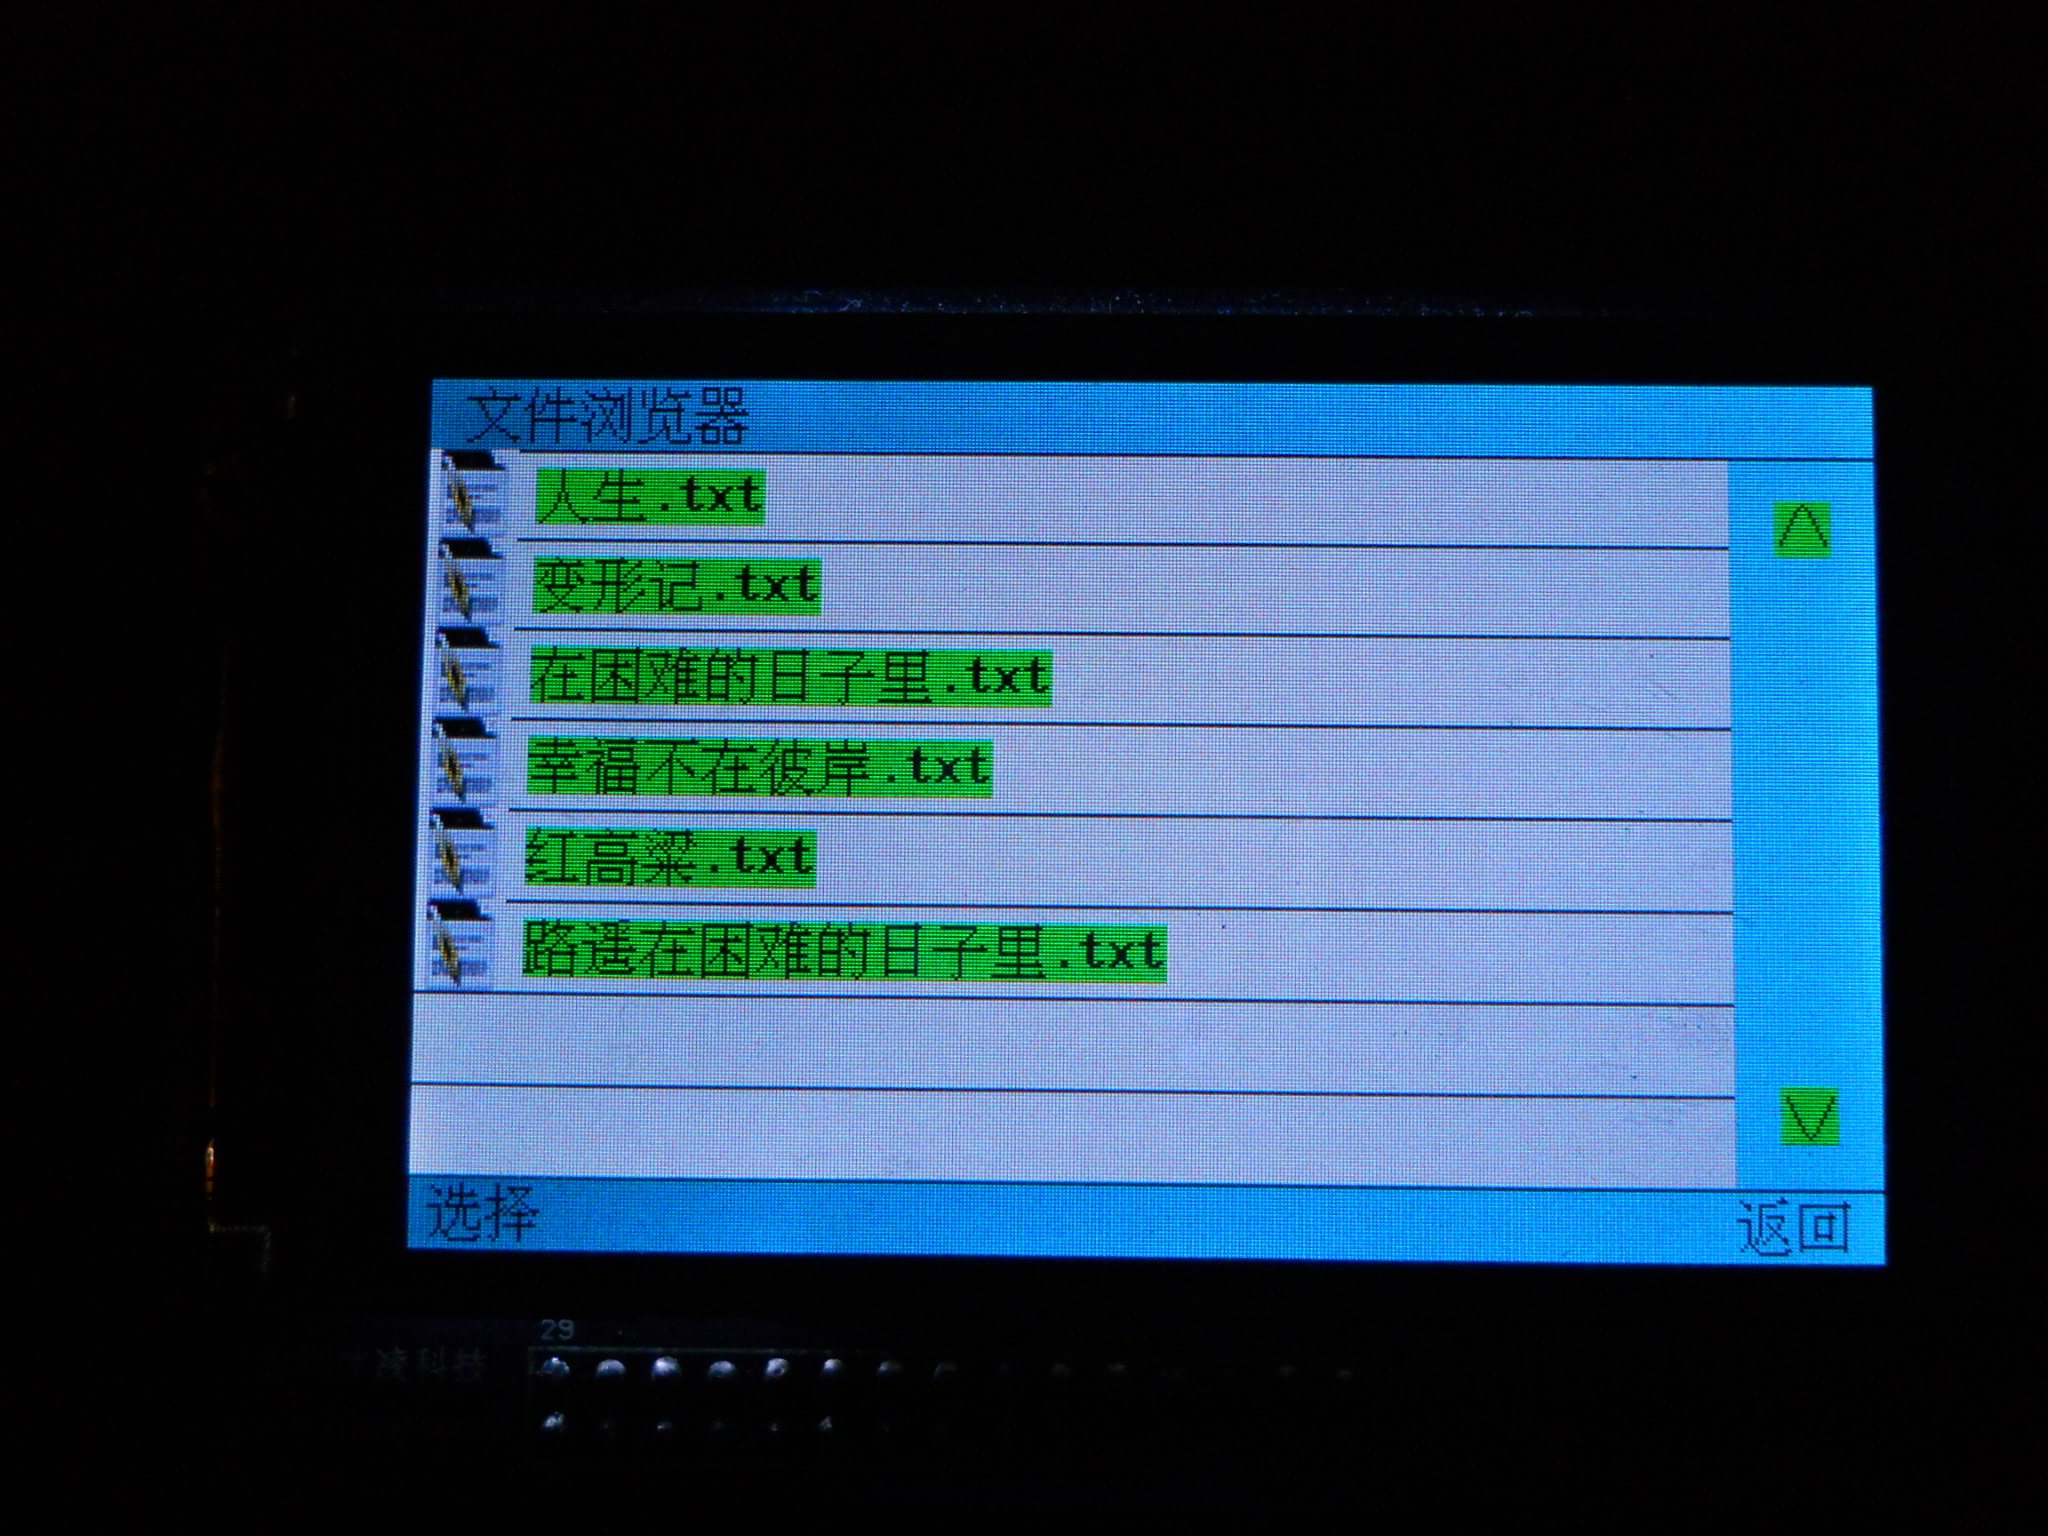 文件浏览器
人生.txt
变形记.txt
在困难的日子里.txt
幸福不在彼岸.txt
红高粱.txt
路遥在困难的日子里.txt
选择 返回
29
科技